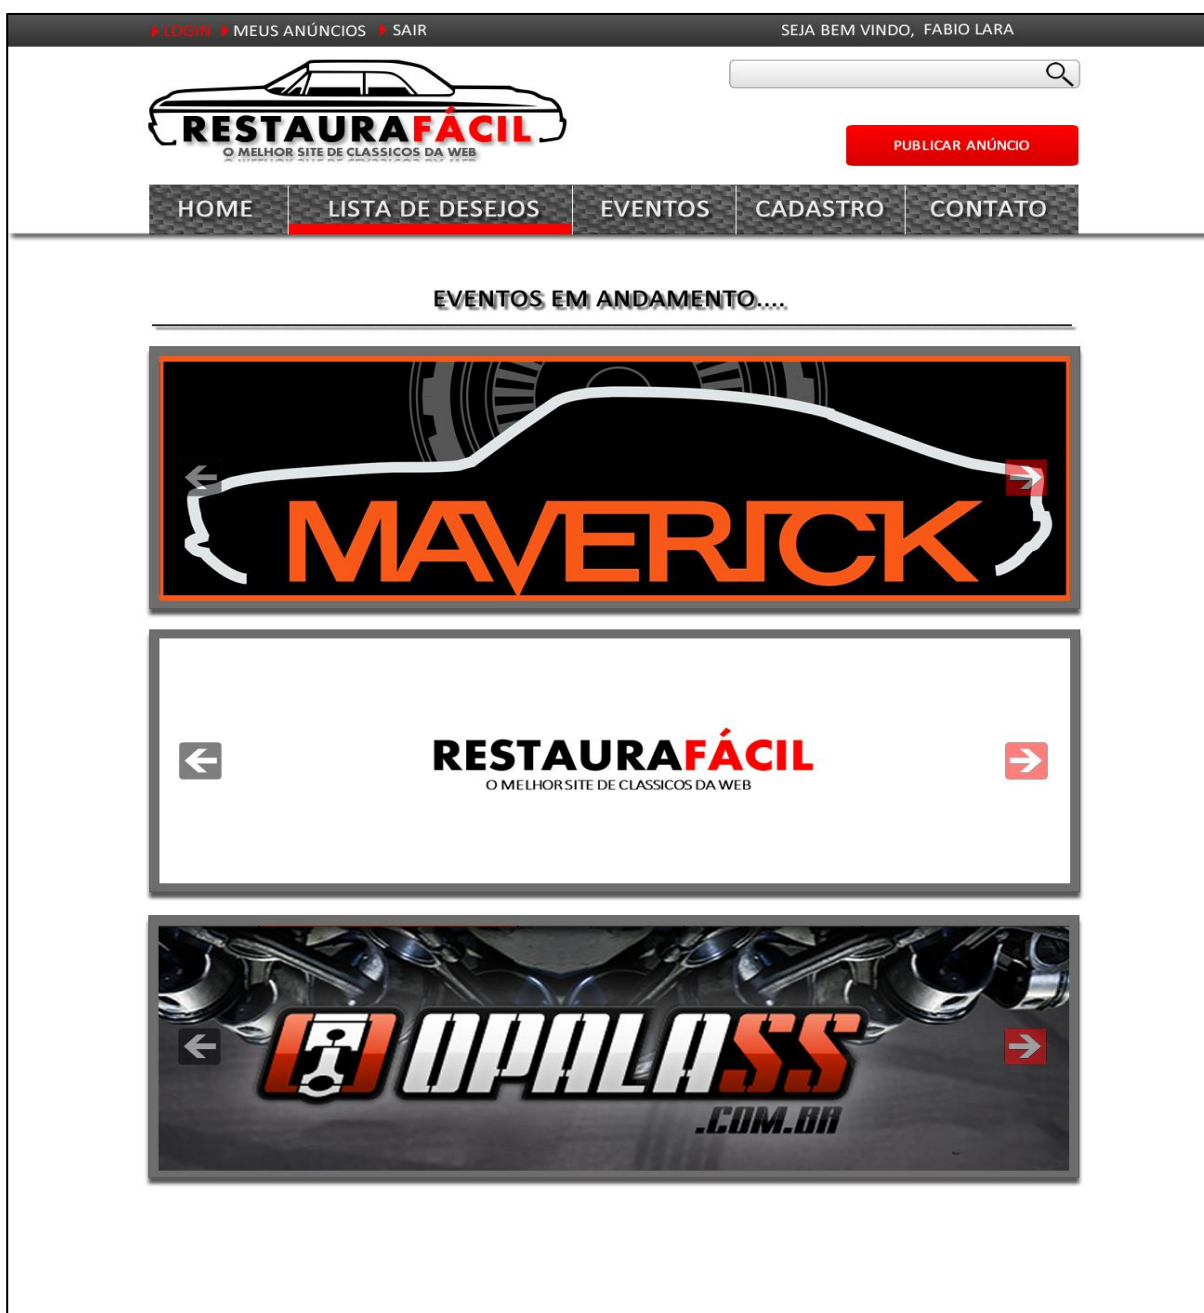 LOGIN MEUS ANÚNCIOS SAIR SEJA BEM VINDO, FABIO LARA
RESTAURAFÁCIL
O MELHOR SITE DE CLASSICOS DA WEB
PUBLICAR ANÚNCIO
HOME LISTA DE DESEJOS EVENTOS CADASTRO CONTATO
EVENTOS EM ANDAMENTO....
MAVERICK
RESTAURAFÁCIL
O MELHOR SITE DE CLASSICOS DA WEB
OPALASS
.COM.BR